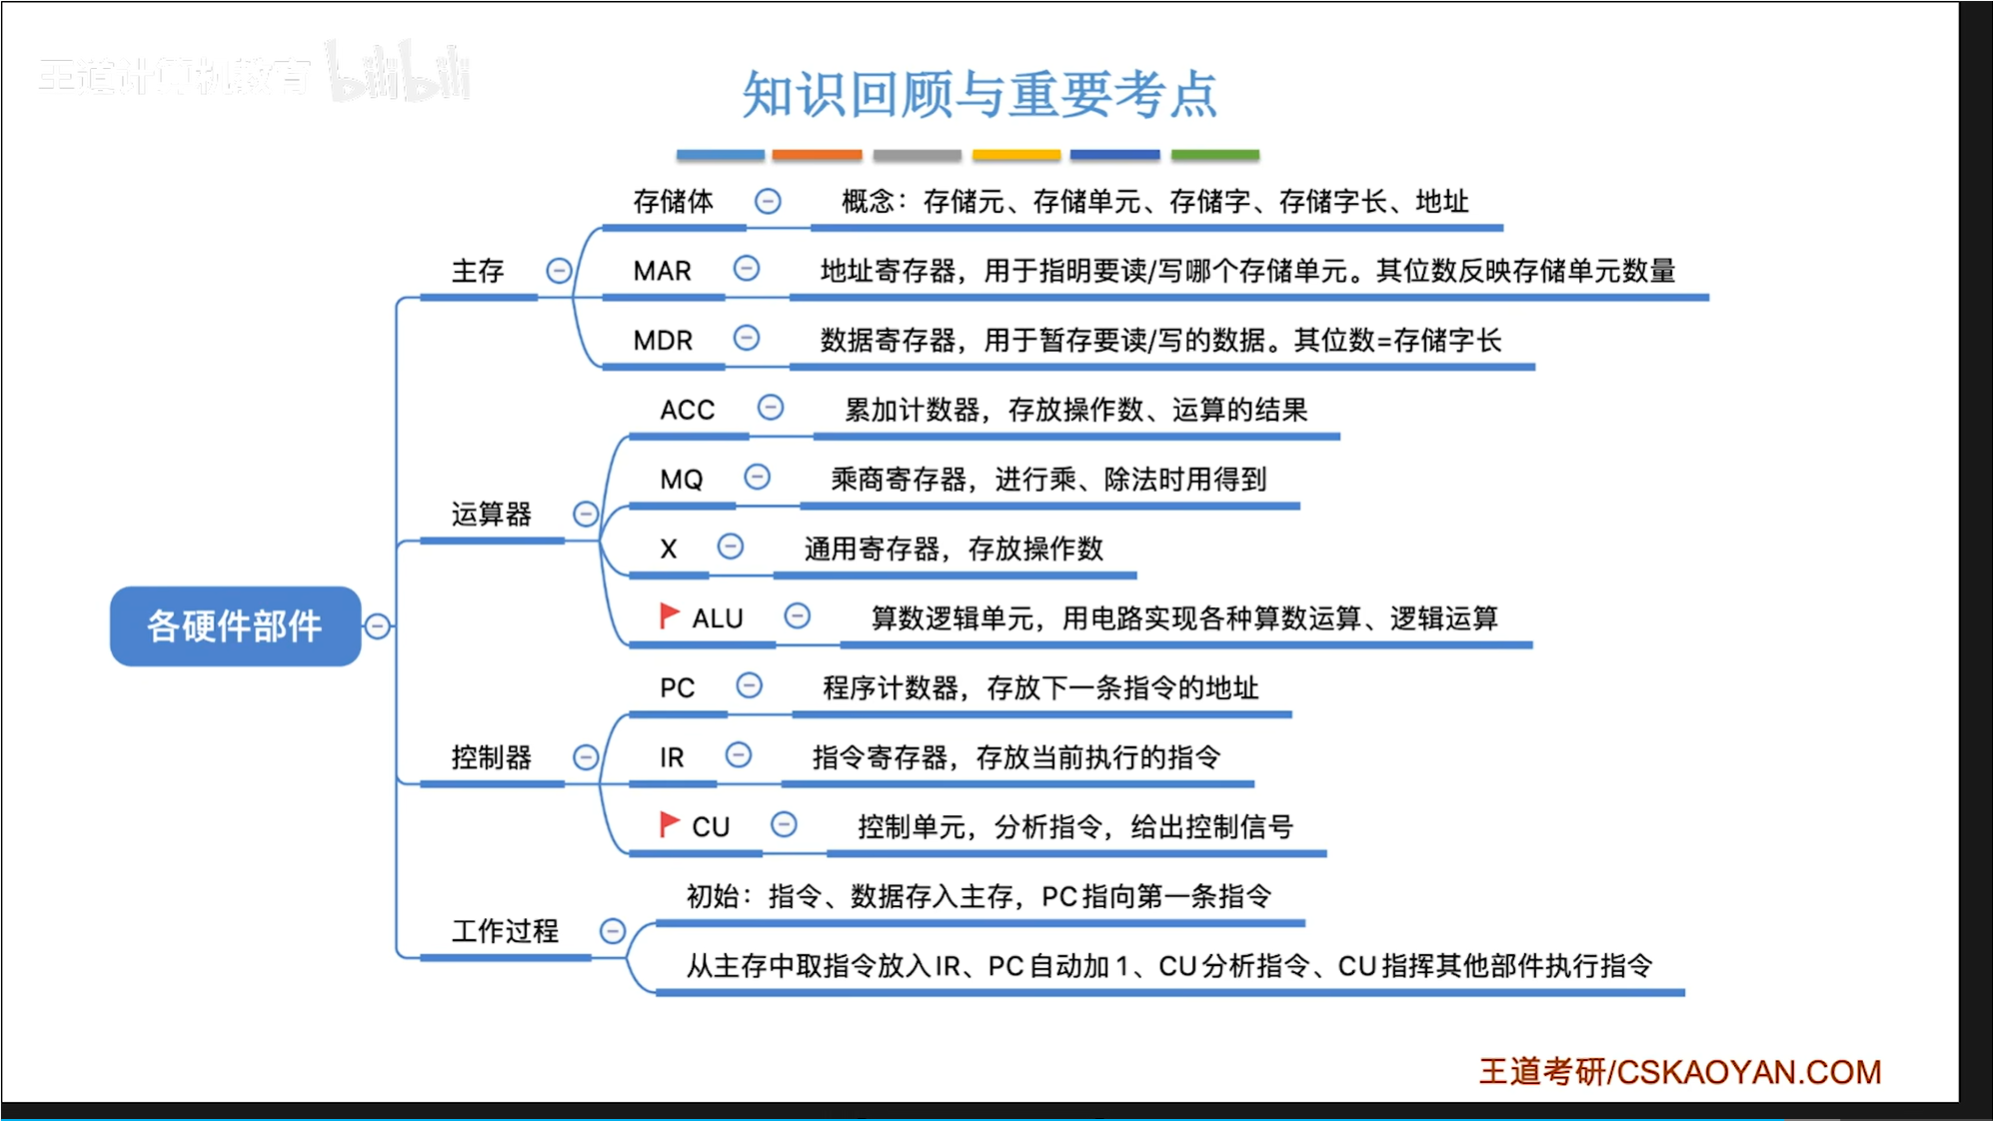 王道计算机教育 bilibili
知识回顾与重要考点
各硬件部件
主存
存储体
概念：存储元、存储单元、存储字、存储字长、地址
MAR
地址寄存器，用于指明要读/写哪个存储单元。其位数反映存储单元数量
MDR
数据寄存器，用于暂存要读/写的数据。其位数=存储字长
运算器
ACC
累加计数器，存放操作数、运算的结果
MQ
乘商寄存器，进行乘、除法时用得到
X
通用寄存器，存放操作数
ALU
算数逻辑单元，用电路实现各种算数运算、逻辑运算
控制器
PC
程序计数器，存放下一条指令的地址
IR
指令寄存器，存放当前执行的指令
CU
控制单元，分析指令，给出控制信号
工作过程
初始：指令、数据存入主存，PC指向第一条指令
从主存中取指令放入IR、PC自动加1、CU分析指令、CU指挥其他部件执行指令
王道考研/CSKAOYAN.COM